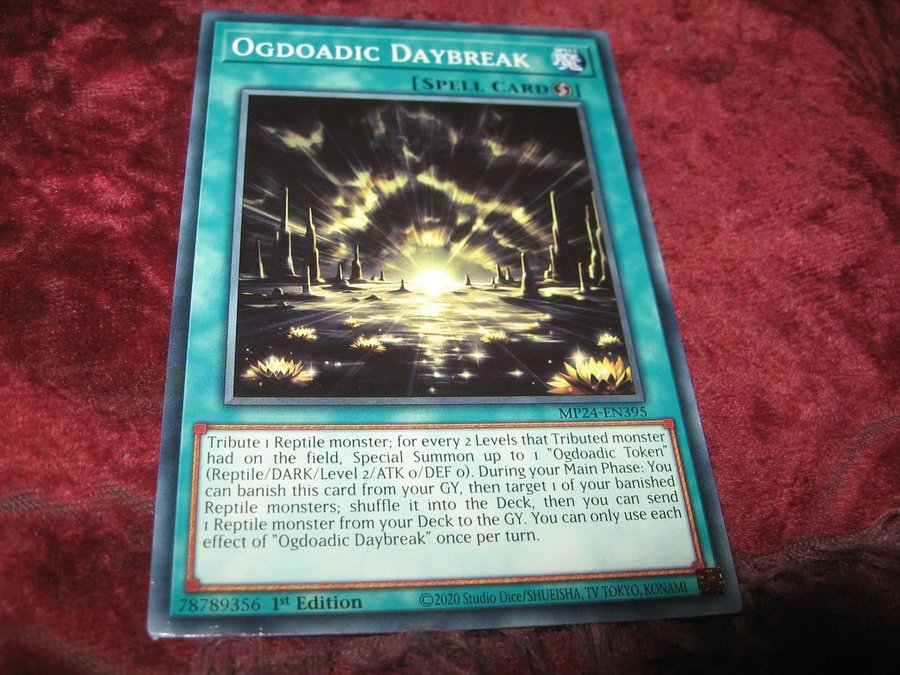 OGDOADIC DAYBREAK
SPELL
[SPELL CARD]
MP24-EN395
Tribute 1 Reptile monster; for every 2 Levels that Tributed monster
had on the field, Special Summon up to 1 "Ogdoadic Token"
(Reptile/DARK/Level 2/ATK 0/DEF 0). During your Main Phase: You
can banish this card from your GY, then target 1 of your banished
Reptile monsters; shuffle it into the Deck, then you can send
1 Reptile monster from your Deck to the GY. You can only use each
effect of "Ogdoadic Daybreak" once per turn.
78789356 1st Edition
©2020 Studio Dice/SHUEISHA, TV TOKYO, KONAMI